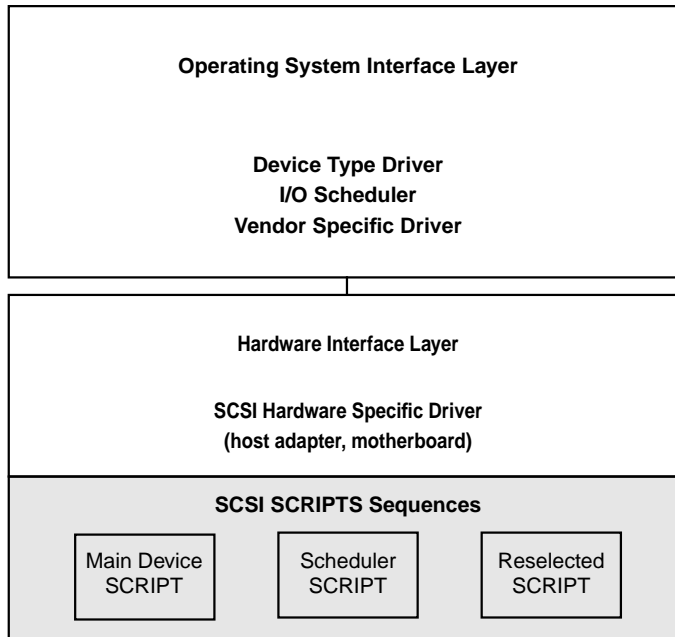 Operating System Interface Layer
Device Type Driver
I/O Scheduler
Vendor Specific Driver
Hardware Interface Layer
SCSI Hardware Specific Driver
(host adapter, motherboard)
SCSI SCRIPTS Sequences
Main Device
SCRIPT
Scheduler
SCRIPT
Reselected
SCRIPT